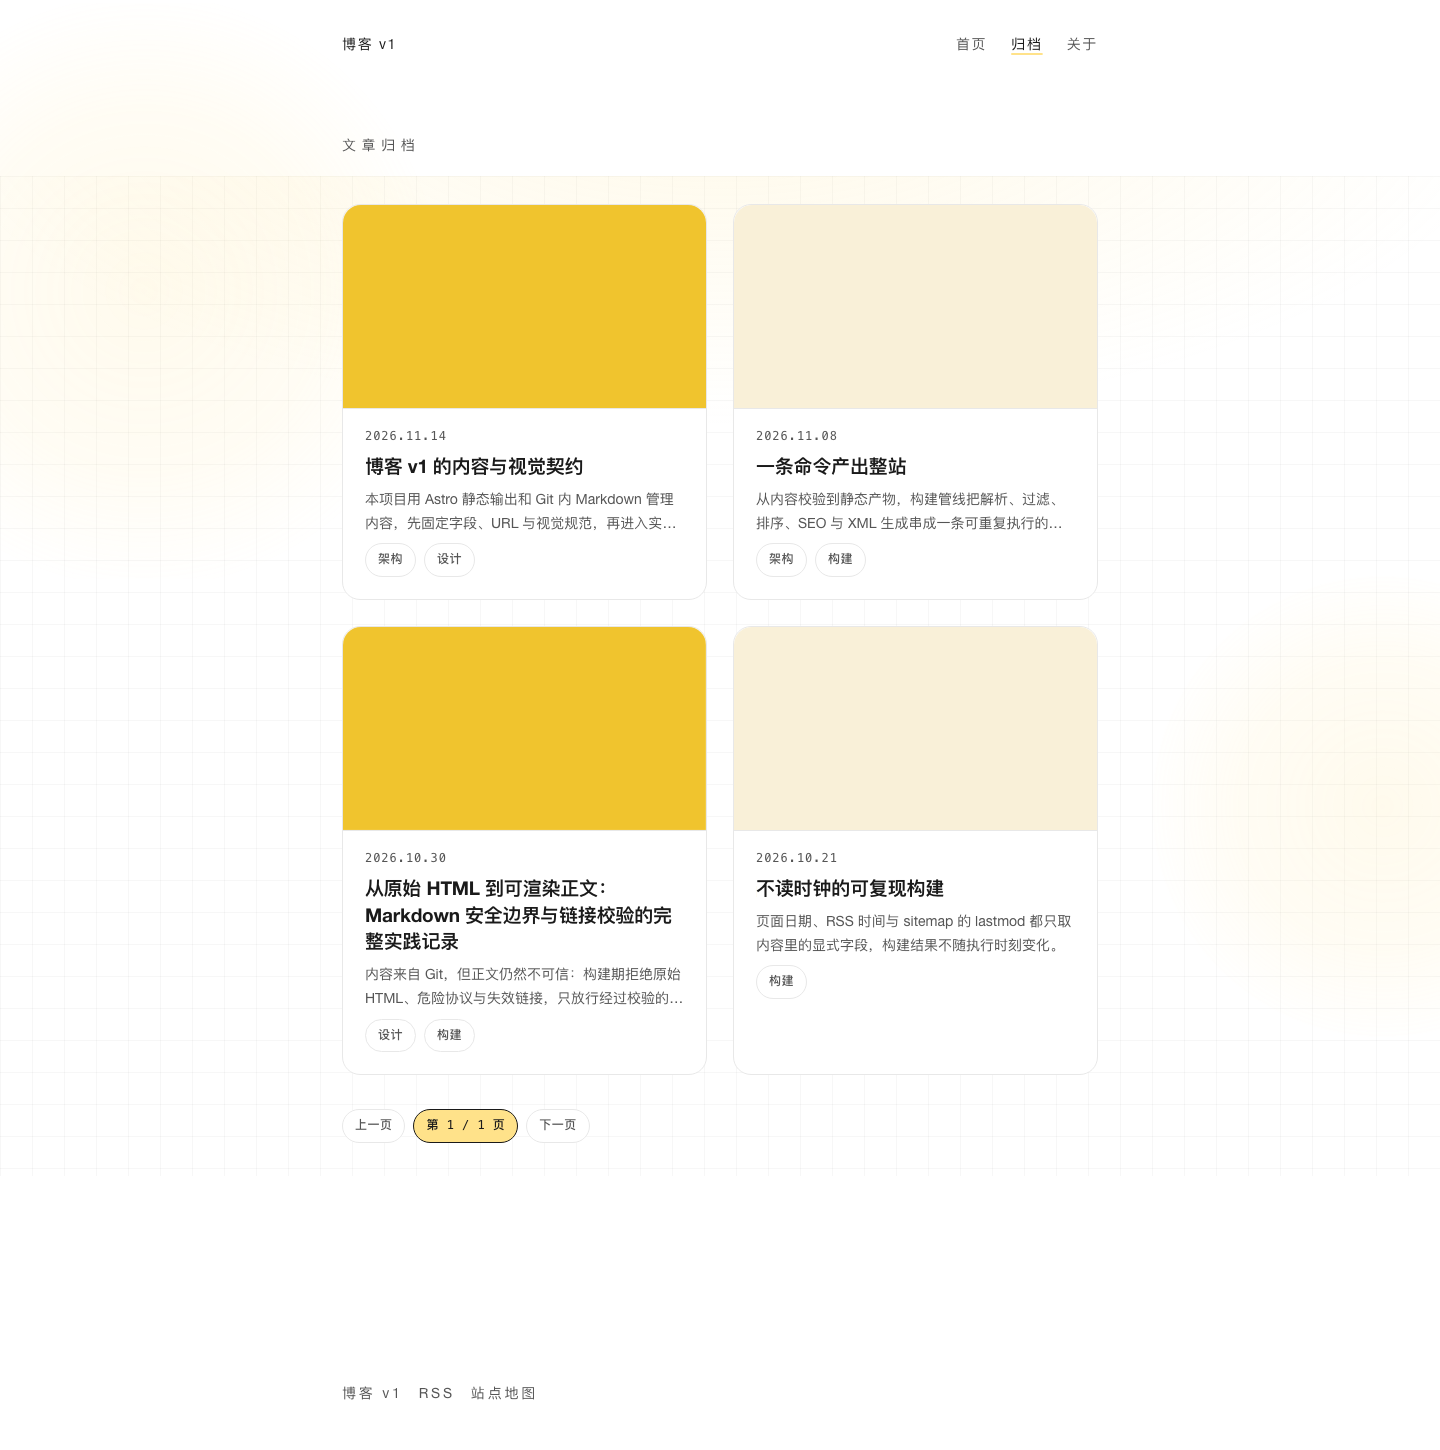 博客 v1
首页 归档 关于
文章归档
2026.11.14
博客 v1 的内容与视觉契约
本项目用 Astro 静态输出和 Git 内 Markdown 管理
内容，先固定字段、URL 与视觉规范，再进入实…
架构 设计
2026.11.08
一条命令产出整站
从内容校验到静态产物，构建管线把解析、过滤、
排序、SEO 与 XML 生成串成一条可重复执行的…
架构 构建
2026.10.30
从原始 HTML 到可渲染正文：
Markdown 安全边界与链接校验的完
整实践记录
内容来自 Git，但正文仍然不可信：构建期拒绝原始
HTML、危险协议与失效链接，只放行经过校验的…
设计 构建
2026.10.21
不读时钟的可复现构建
页面日期、RSS 时间与 sitemap 的 lastmod 都只取
内容里的显式字段，构建结果不随执行时刻变化。
构建
上一页 第 1 / 1 页 下一页
博客 v1 RSS 站点地图